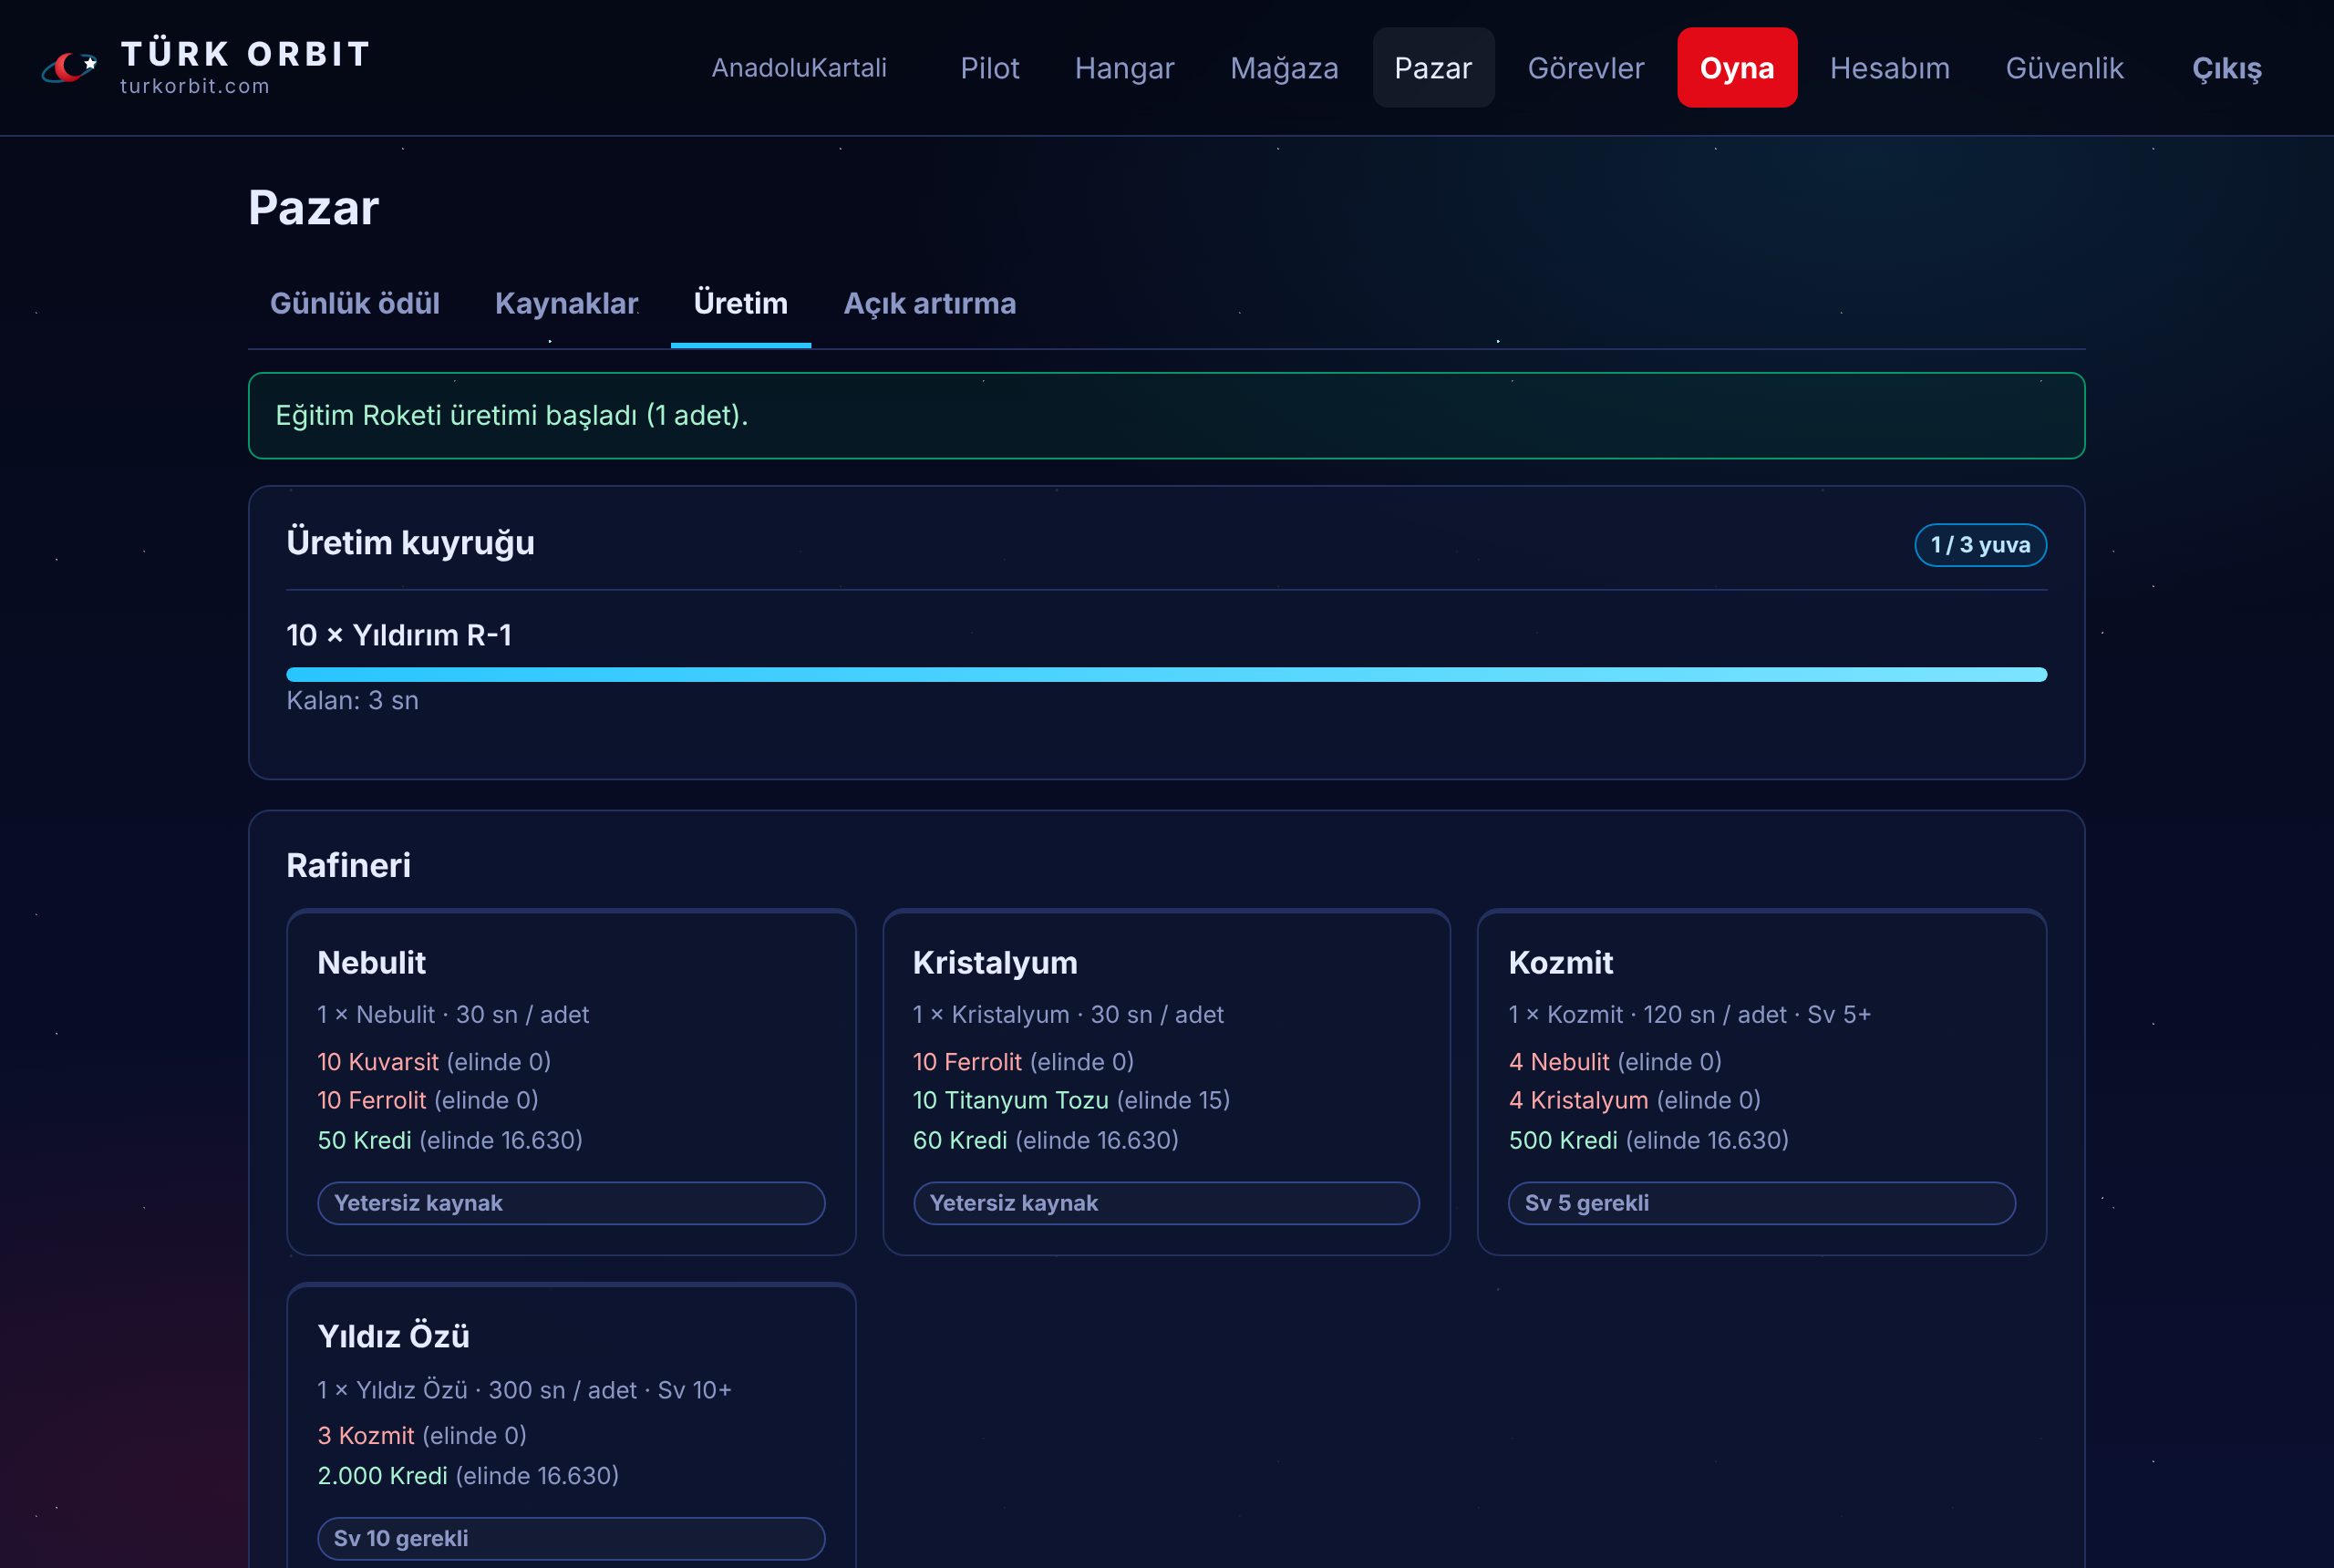 TÜRK ORBIT
turkorbit.com
AnadoluKartali
Pilot
Hangar
Mağaza
Pazar
Görevler
Oyna
Hesabım
Güvenlik
Çıkış
Pazar
Günlük ödül
Kaynaklar
Üretim
Açık artırma
Eğitim Roketi üretimi başladı (1 adet).
Üretim kuyruğu
1 / 3 yuva
10 × Yıldırım R-1
Kalan: 3 sn
Rafineri
Nebulit
1 × Nebulit · 30 sn / adet
10 Kuvarsit (elinde 0)
10 Ferrolit (elinde 0)
50 Kredi (elinde 16.630)
Yetersiz kaynak
Kristalyum
1 × Kristalyum · 30 sn / adet
10 Ferrolit (elinde 0)
10 Titanyum Tozu (elinde 15)
60 Kredi (elinde 16.630)
Yetersiz kaynak
Kozmit
1 × Kozmit · 120 sn / adet · Sv 5+
4 Nebulit (elinde 0)
4 Kristalyum (elinde 0)
500 Kredi (elinde 16.630)
Sv 5 gerekli
Yıldız Özü
1 × Yıldız Özü · 300 sn / adet · Sv 10+
3 Kozmit (elinde 0)
2.000 Kredi (elinde 16.630)
Sv 10 gerekli